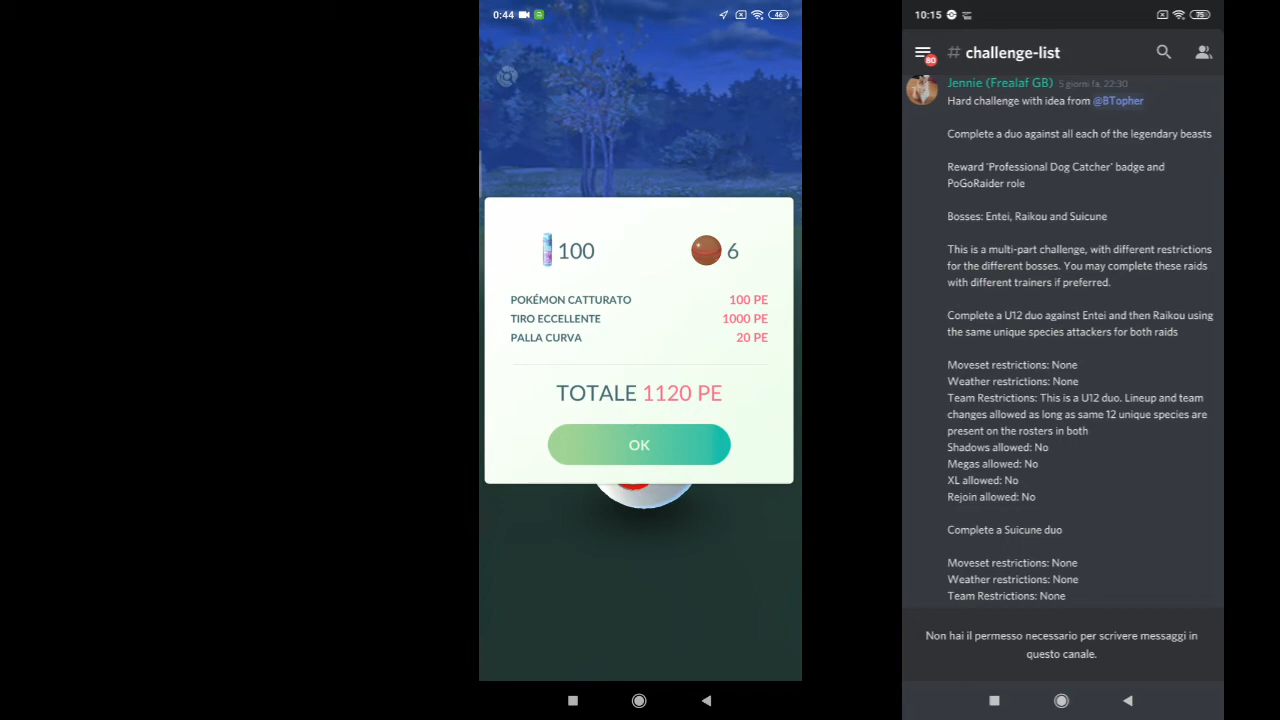 0:44
46
100
6
POKÉMON CATTURATO 100 PE
TIRO ECCELLENTE 1000 PE
PALLA CURVA 20 PE
TOTALE 1120 PE
OK
10:15
75
80
# challenge-list
Jennie (Frealaf GB) 5 giorni fa, 22:30
Hard challenge with idea from @BTopher
Complete a duo against all each of the legendary beasts
Reward 'Professional Dog Catcher' badge and
PoGoRaider role
Bosses: Entei, Raikou and Suicune
This is a multi-part challenge, with different restrictions
for the different bosses. You may complete these raids
with different trainers if preferred.
Complete a U12 duo against Entei and then Raikou using
the same unique species attackers for both raids
Moveset restrictions: None
Weather restrictions: None
Team Restrictions: This is a U12 duo. Lineup and team
changes allowed as long as same 12 unique species are
present on the rosters in both
Shadows allowed: No
Megas allowed: No
XL allowed: No
Rejoin allowed: No
Complete a Suicune duo
Moveset restrictions: None
Weather restrictions: None
Team Restrictions: None
Non hai il permesso necessario per scrivere messaggi in
questo canale.